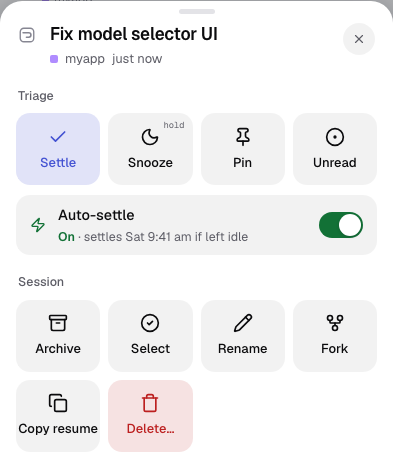 Fix model selector UI
myapp just now
Triage
Settle
hold
Snooze
Pin
Unread
Auto-settle
On · settles Sat 9:41 am if left idle
Session
Archive
Select
Rename
Fork
Copy resume
Delete...